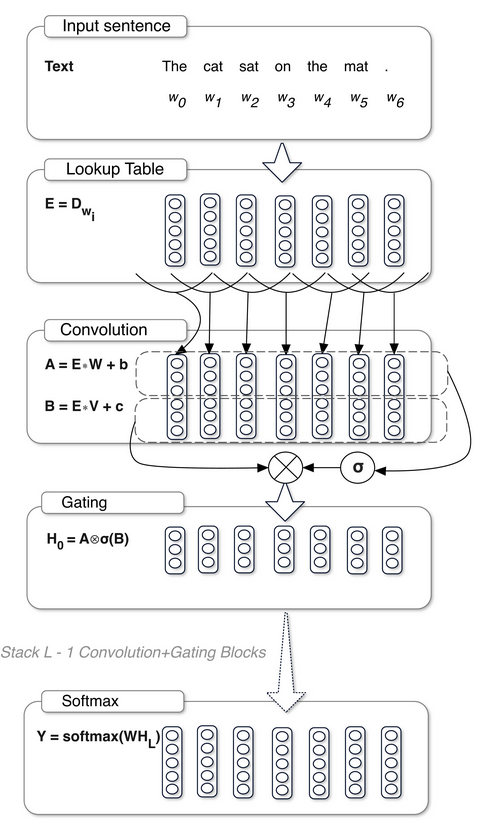 Input sentence
Text The cat sat on the mat .
w0 w1 w2 w3 w4 w5 w6
Lookup Table
E = Dwi
Convolution
A = E∗W + b
B = E∗V + c
σ
Gating
H0 = A⊗σ(B)
Stack L - 1 Convolution+Gating Blocks
Softmax
Y = softmax(WHL)